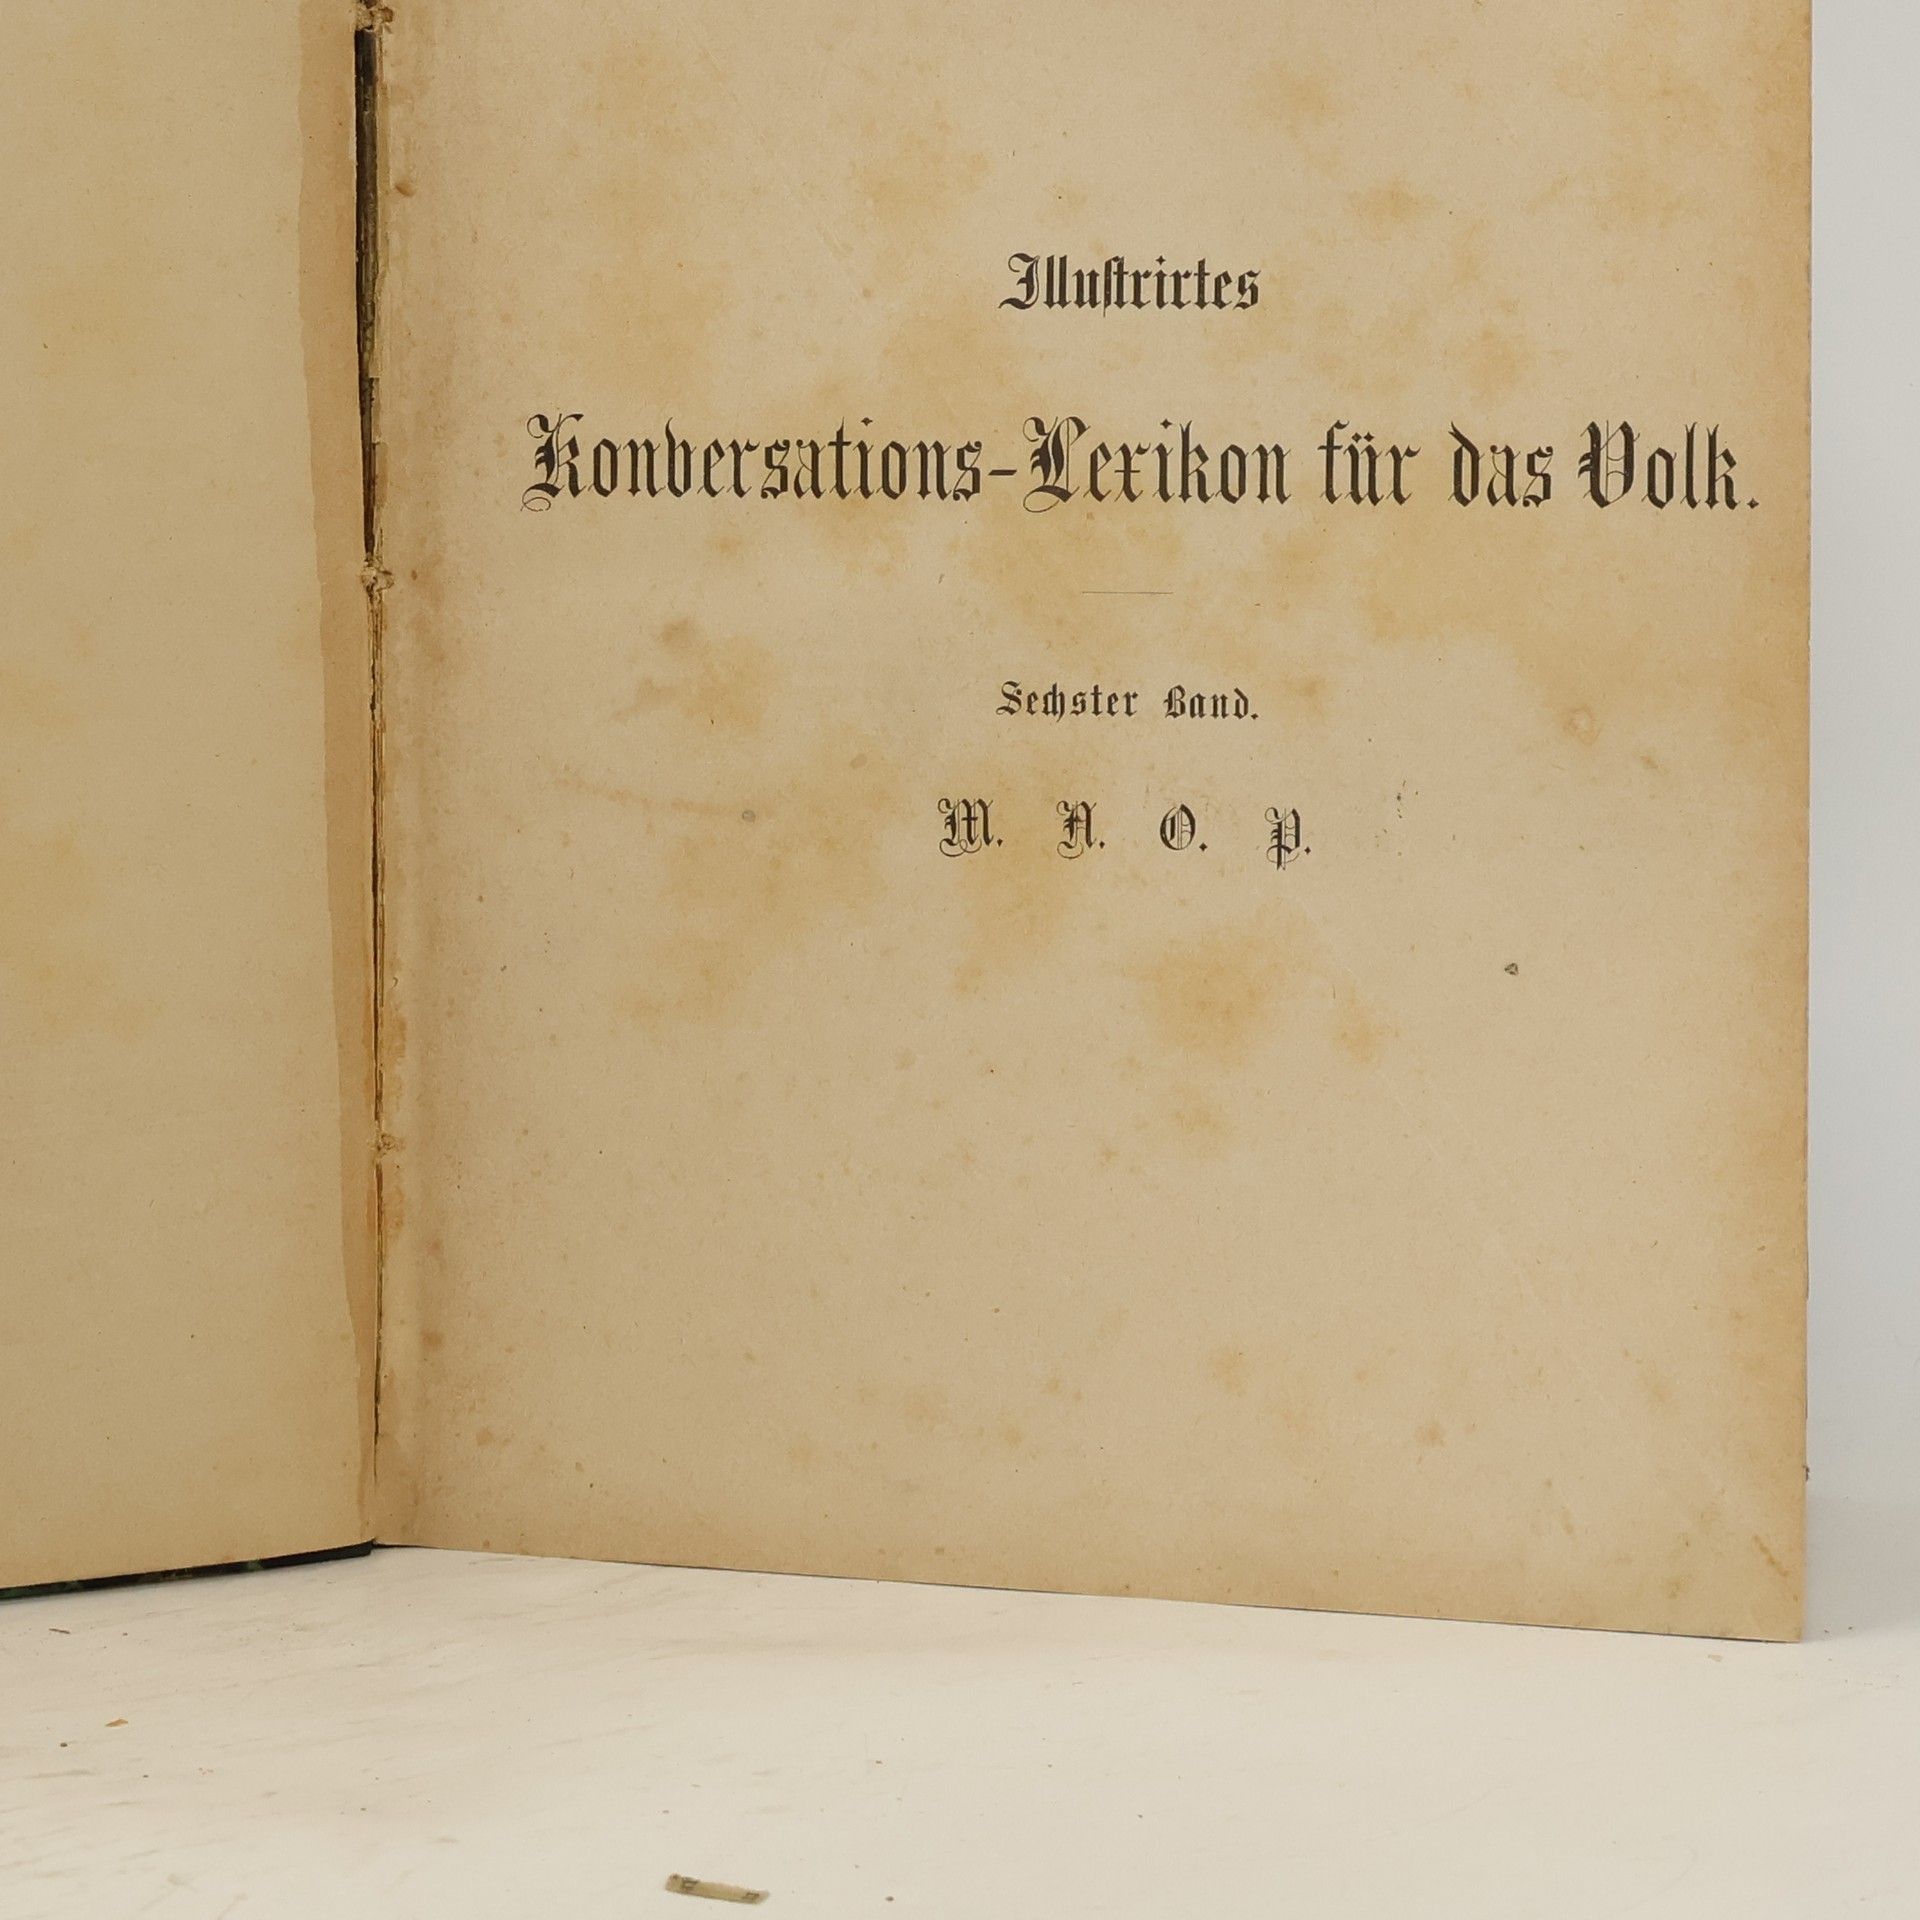 Illustrirtes
Konversations-Lexikon für das Volk.
Sechster Band.
M. N. O. P.